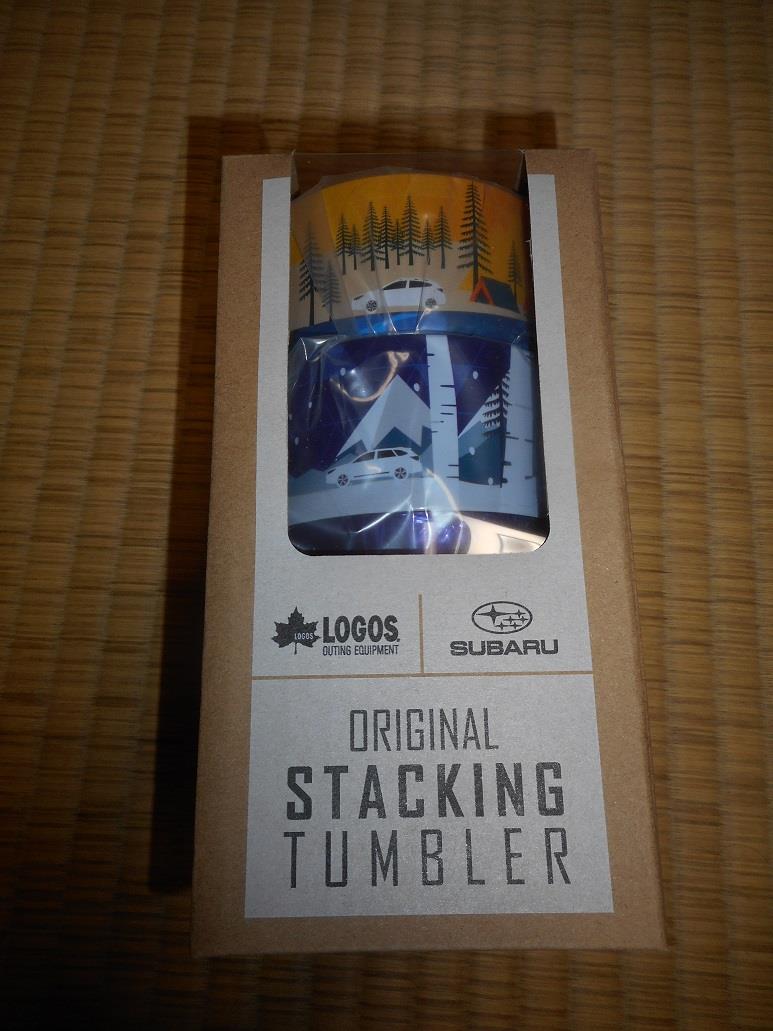 LOGOS
LOGOS
OUTING EQUIPMENT
SUBARU
ORIGINAL
STACKING
TUMBLER